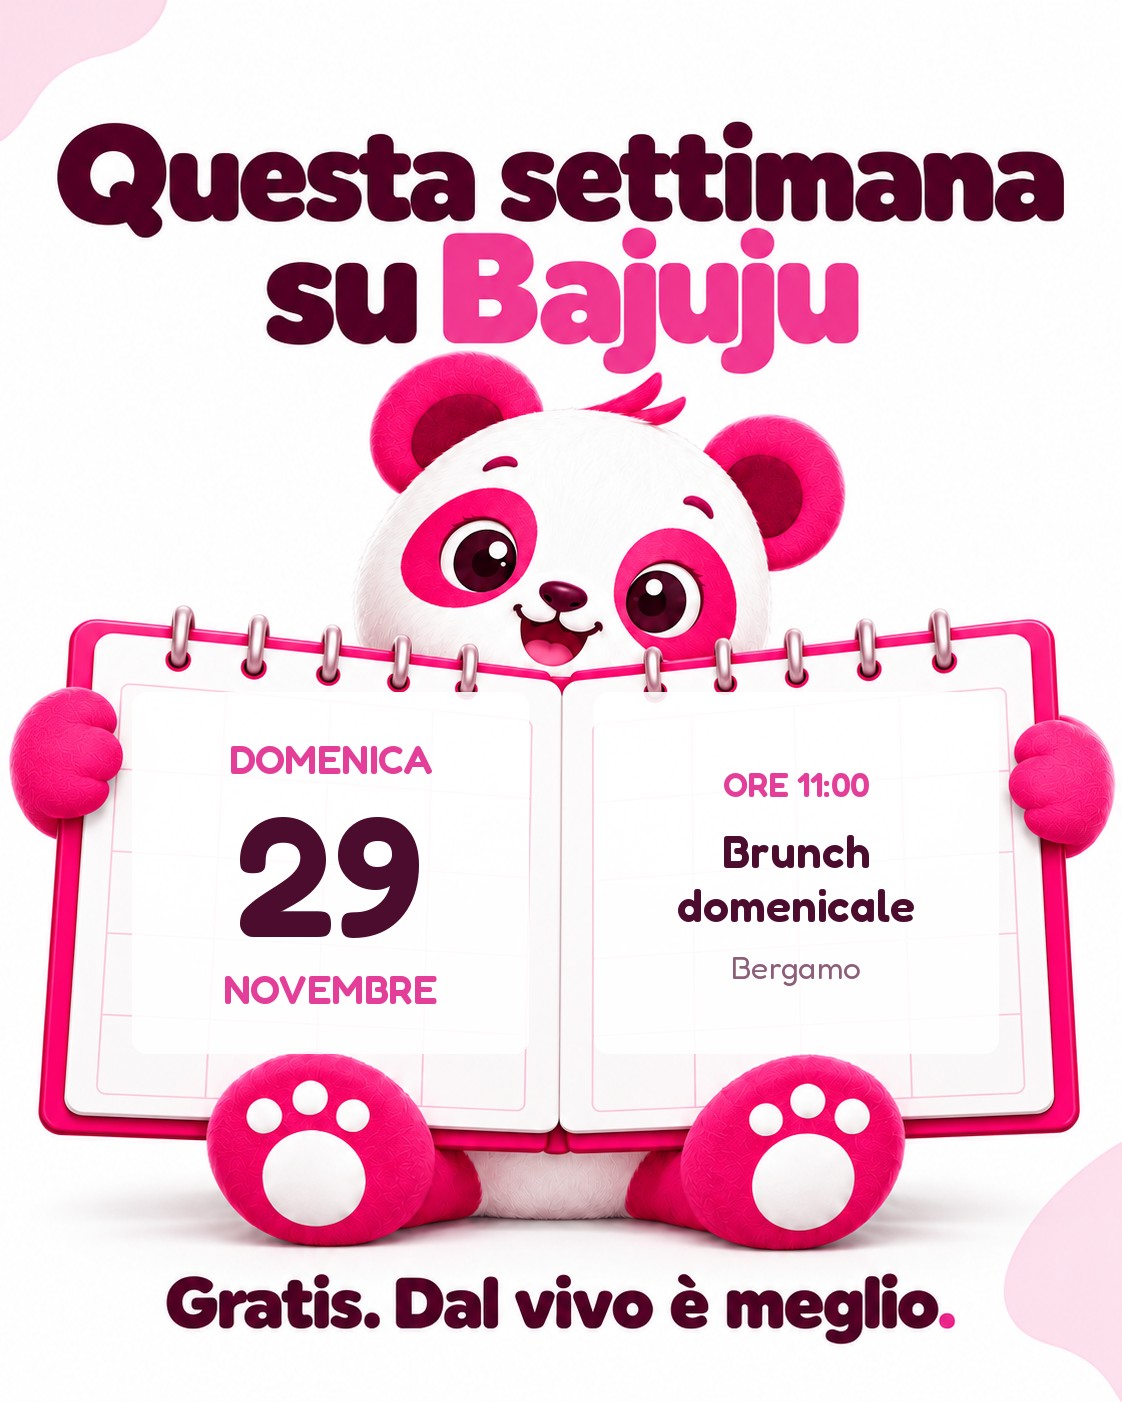 Questa settimana
su Bajuju
DOMENICA
29
NOVEMBRE
ORE 11:00
Brunch
domenicale
Bergamo
Gratis. Dal vivo è meglio.